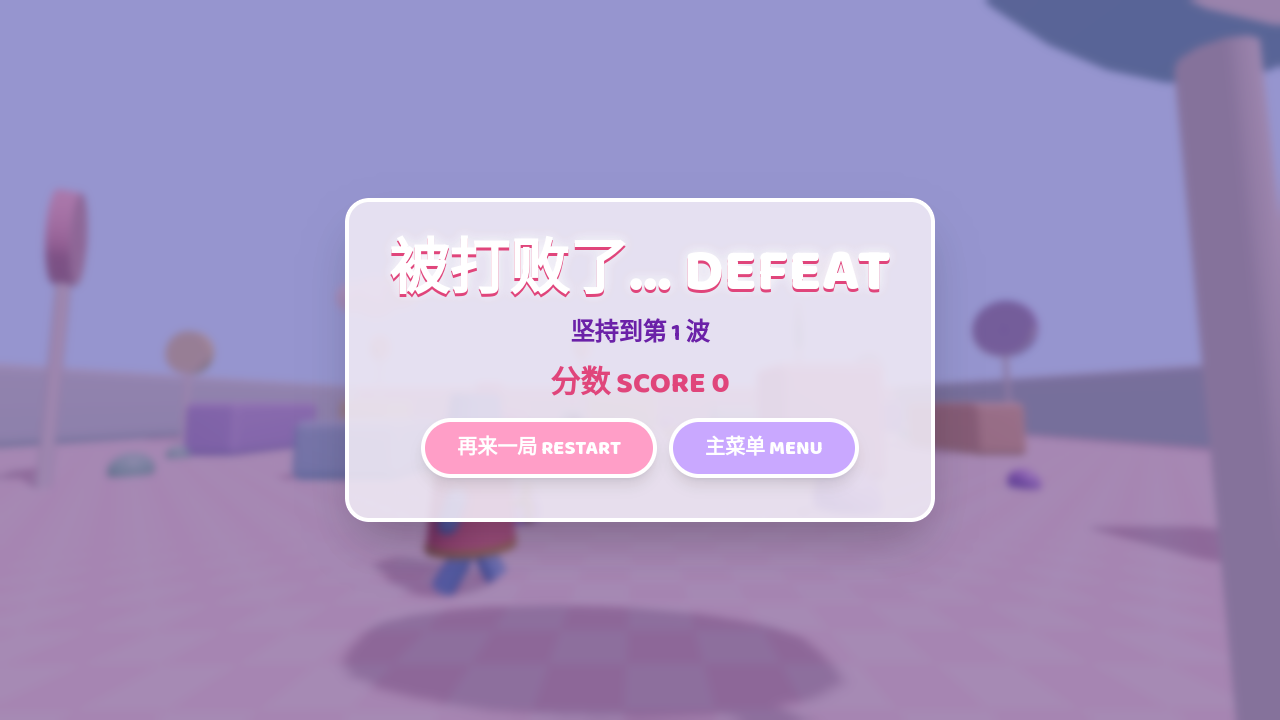 被打败了... DEFEAT
坚持到第 1 波
分数 SCORE 0
再来一局 RESTART
主菜单 MENU